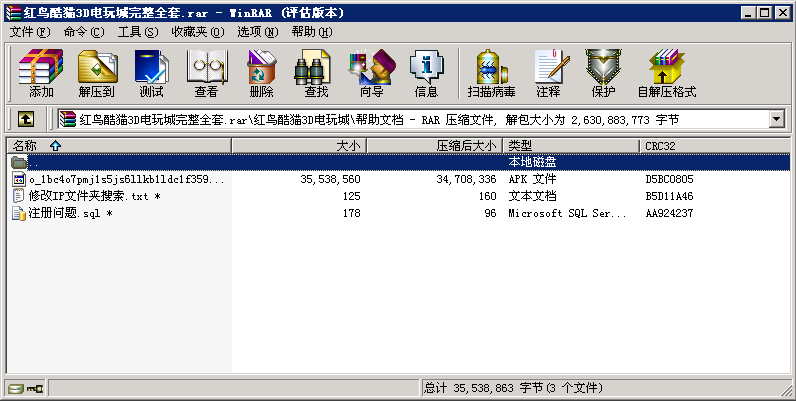 红鸟酷猫3D电玩城完整全套.rar - WinRAR (评估版本)
文件(F) 命令(C) 工具(S) 收藏夹(O) 选项(N) 帮助(H)
添加 解压到 测试 查看 删除 查找 向导 信息 扫描病毒 注释 保护 自解压格式
红鸟酷猫3D电玩城完整全套.rar\红鸟酷猫3D电玩城\帮助文档 - RAR 压缩文件, 解包大小为 2,630,883,773 字节
名称 大小 压缩后大小 类型 CRC32
.. 本地磁盘
o_1bc4o7pmj1s5js6llkb1ldc1f359... 35,538,560 34,708,336 APK 文件 D5BC0805
修改IP文件夹搜索.txt * 125 160 文本文档 B5D11A46
注册问题.sql * 178 96 Microsoft SQL Ser... AA924237
总计 35,538,863 字节(3 个文件)